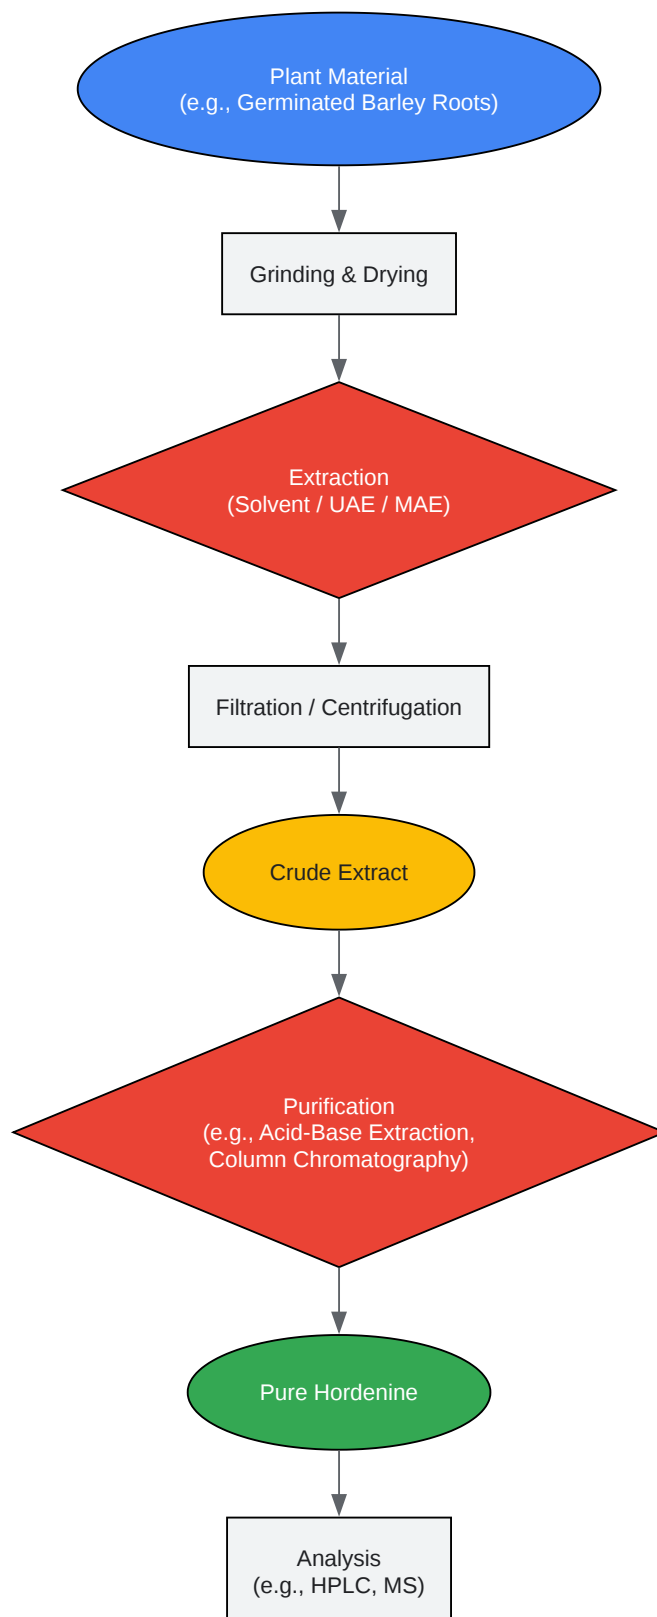 Plant Material
(e.g., Germinated Barley Roots)
Grinding & Drying
Extraction
(Solvent / UAE / MAE)
Filtration / Centrifugation
Crude Extract
Purification
(e.g., Acid-Base Extraction,
Column Chromatography)
Pure Hordenine
Analysis
(e.g., HPLC, MS)